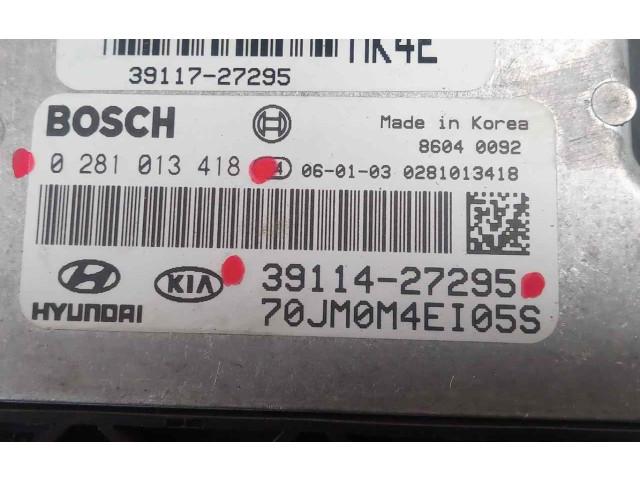 MK4E
39117-27295
BOSCH
Made in Korea
8604 0092
0 281 013 418
06-01-03 0281013418
39114-27295
HYUNDAI KIA
70JM0M4EI05S